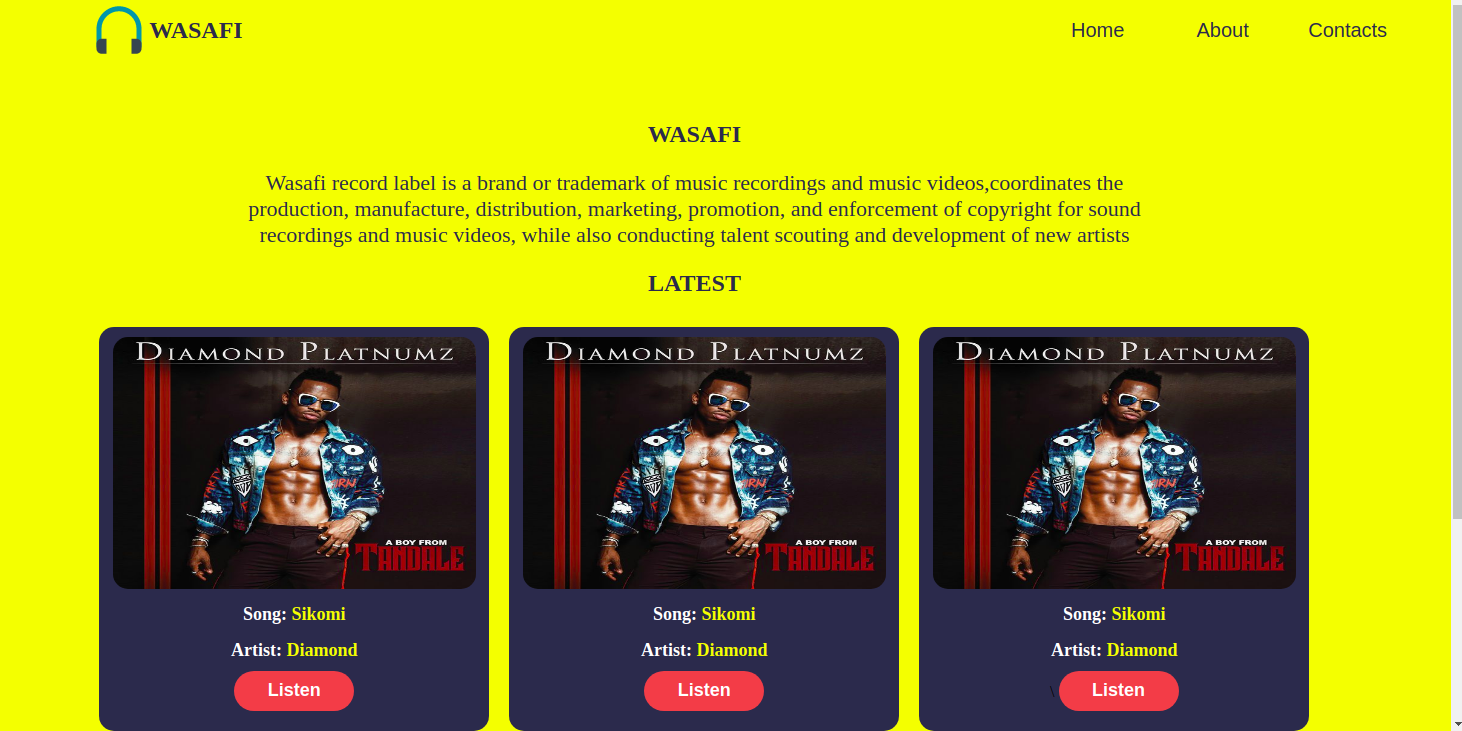 WASAFI
Home About Contacts
WASAFI
Wasafi record label is a brand or trademark of music recordings and music videos,coordinates the
production, manufacture, distribution, marketing, promotion, and enforcement of copyright for sound
recordings and music videos, while also conducting talent scouting and development of new artists
LATEST
DIAMOND PLATNUMZ
A BOY FROM
TANDALE
Song: Sikomi
Artist: Diamond
Listen
DIAMOND PLATNUMZ
A BOY FROM
TANDALE
Song: Sikomi
Artist: Diamond
Listen
DIAMOND PLATNUMZ
A BOY FROM
TANDALE
Song: Sikomi
Artist: Diamond
\ Listen